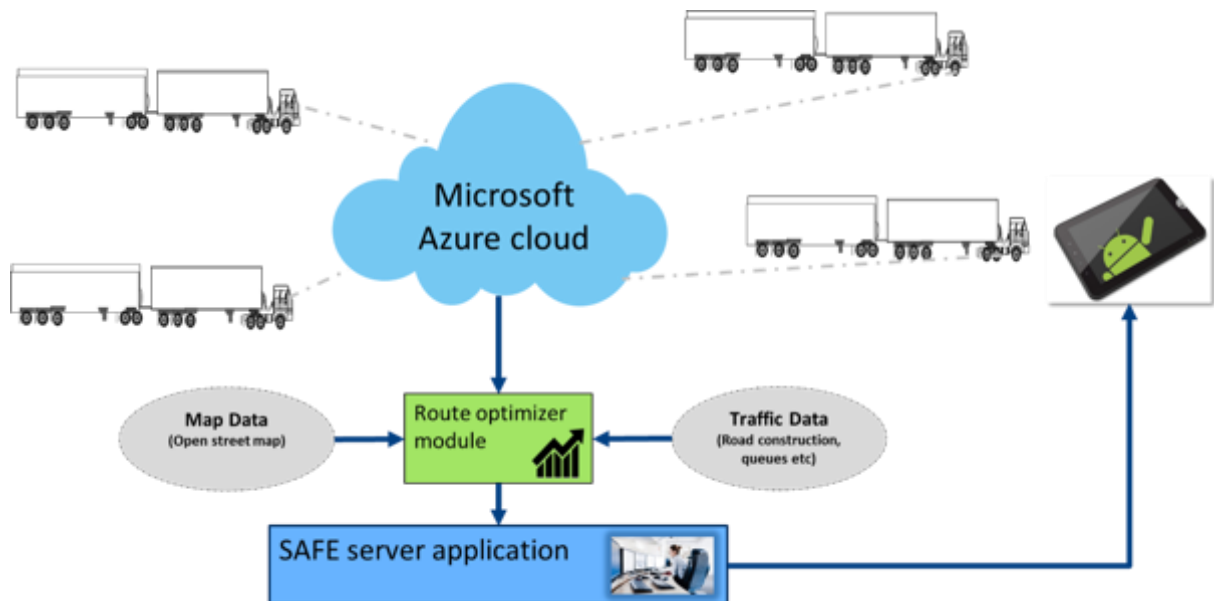 Microsoft
Azure cloud
Route optimizer
module
Map Data
(Open street map)
Traffic Data
(Road construction,
queues etc)
SAFE server application